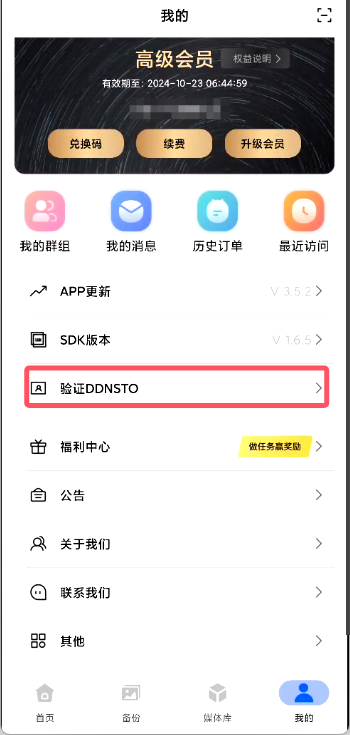 我的
高级会员 权益说明
有效期至：2024-10-23 06:44:59
兑换码 续费 升级会员
我的群组 我的消息 历史订单 最近访问
APP更新 V 3.5.2
SDK版本 V 1.6.5
验证DDNSTO
福利中心 做任务赢奖励
公告
关于我们
联系我们
其他
首页 备份 媒体库 我的